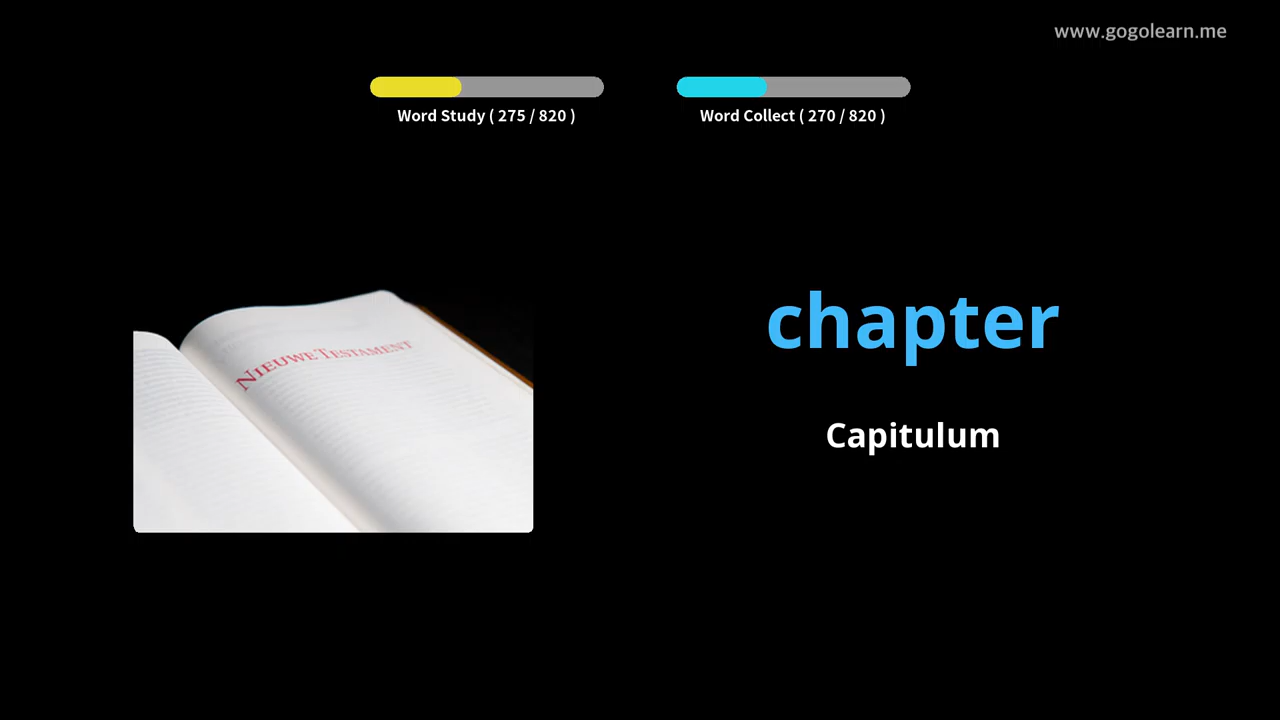 www.gogolearn.me
Word Study ( 275 / 820 )
Word Collect ( 270 / 820 )
NIEUWE TESTAMENT
chapter
Capitulum